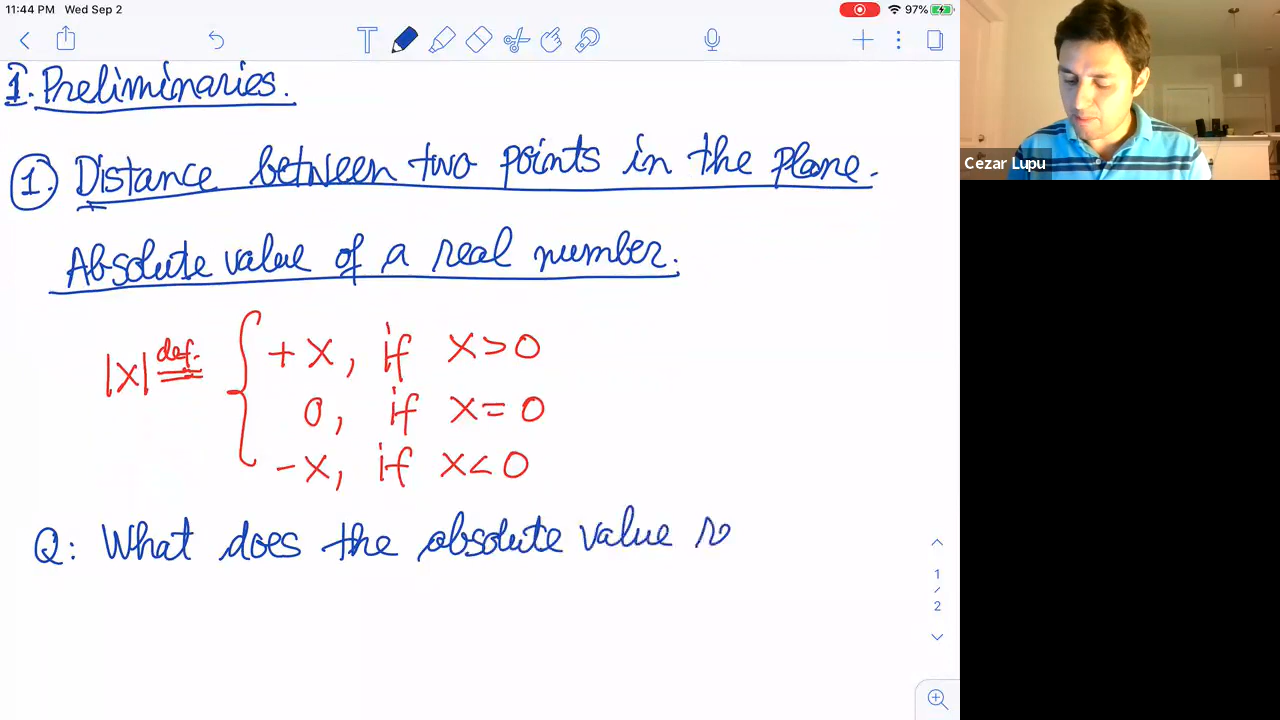 11:44 PM Wed Sep 2
97%
I. Preliminaries.
1. Distance between two points in the plane.
Absolute value of a real number.
|x| def. = { +x, if x>0
0, if x=0
-x, if x<0
Q: What does the absolute value
1
/
2
Cezar Lupu